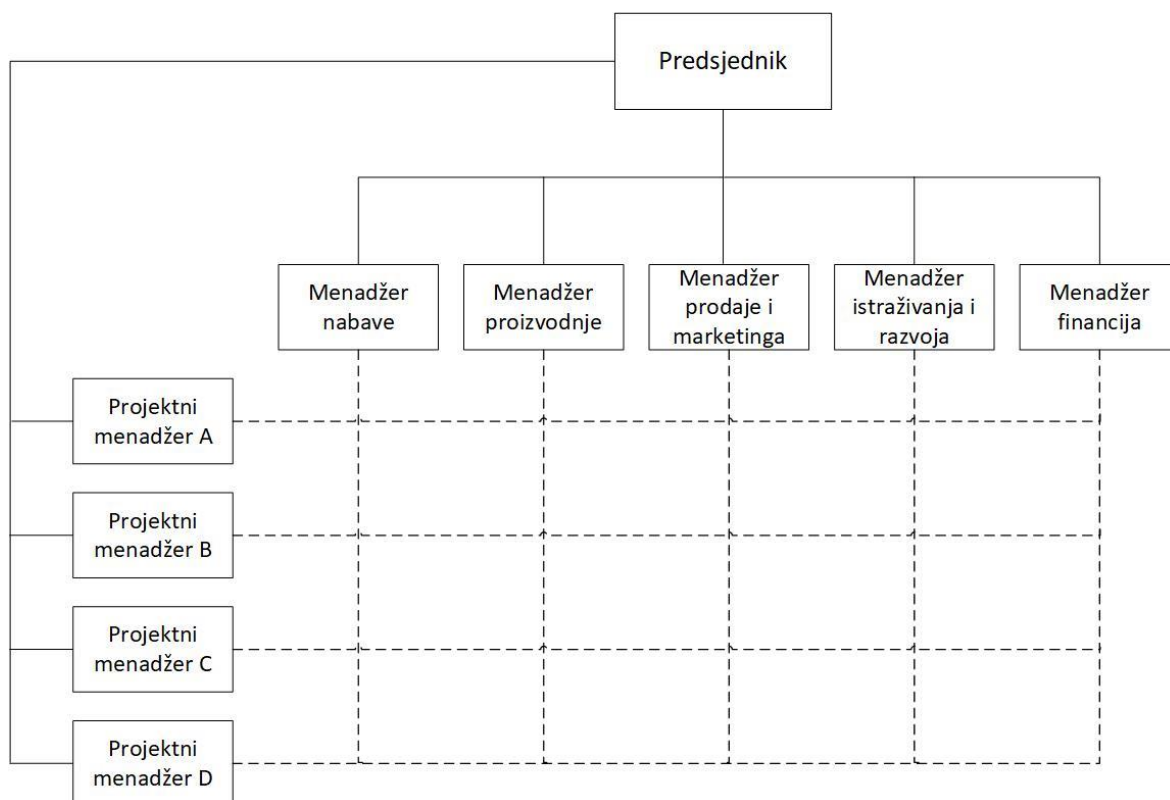 Predsjednik
Menadžer
nabave
Menadžer
proizvodnje
Menadžer
prodaje i
marketinga
Menadžer
istraživanja i
razvoja
Menadžer
financija
Projektni
menadžer A
Projektni
menadžer B
Projektni
menadžer C
Projektni
menadžer D